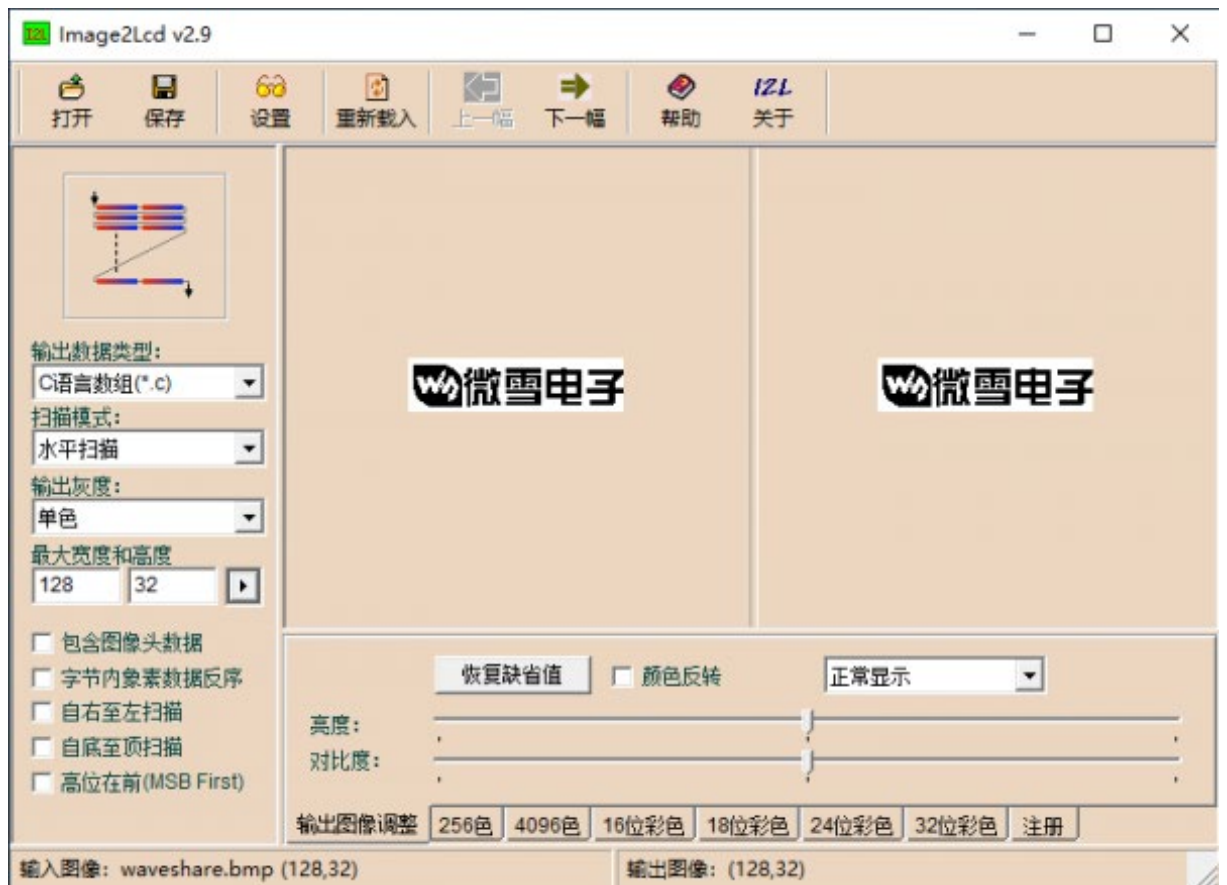 Image2Lcd v2.9
打开 保存 设置 重新载入 上一幅 下一幅 帮助 I2L 关于
输出数据类型：
C语言数组(*.c)
扫描模式：
水平扫描
输出灰度：
单色
最大宽度和高度
128 32
包含图像头数据
字节内象素数据反序
自右至左扫描
自底至顶扫描
高位在前(MSB First)
微雪电子
微雪电子
恢复缺省值 颜色反转 正常显示
亮度：
对比度：
输出图像调整 256色 4096色 16位彩色 18位彩色 24位彩色 32位彩色 注册
输入图像：waveshare.bmp (128,32)
输出图像：(128,32)